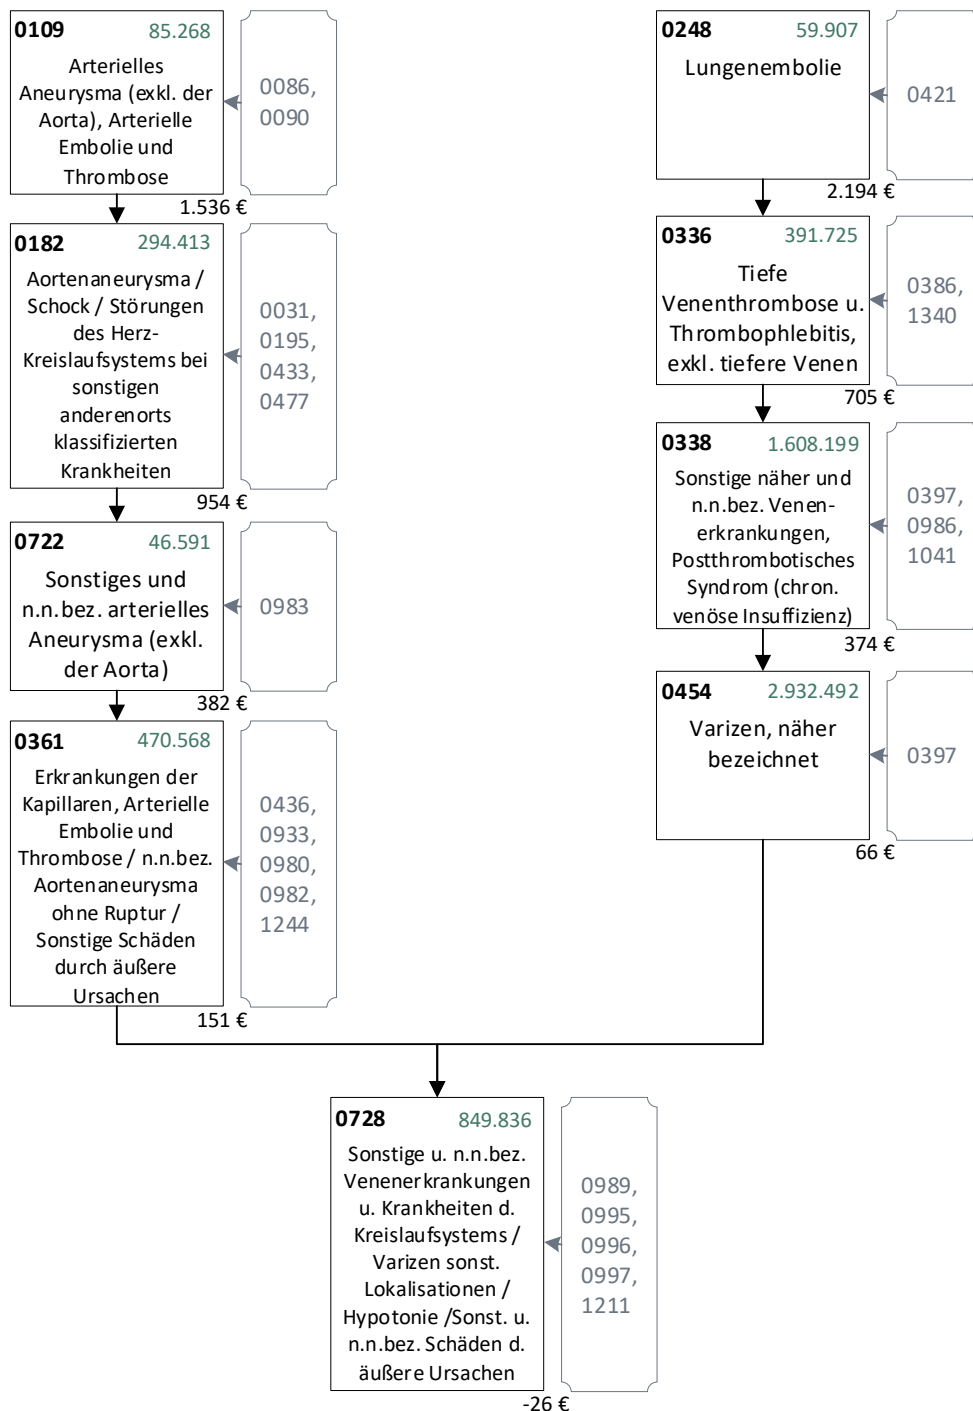 0109 85.268
Arterielles
Aneurysma (exkl. der
Aorta), Arterielle
Embolie und
Thrombose
0086,
0090
1.536 €
0182 294.413
Aortenaneurysma /
Schock / Störungen
des Herz-
Kreislaufsystems bei
sonstigen
anderenorts
klassifizierten
Krankheiten
0031,
0195,
0433,
0477
954 €
0722 46.591
Sonstiges und
n.n.bez. arterielles
Aneurysma (exkl.
der Aorta)
0983
382 €
0361 470.568
Erkrankungen der
Kapillaren, Arterielle
Embolie und
Thrombose / n.n.bez.
Aortenaneurysma
ohne Ruptur /
Sonstige Schäden
durch äußere
Ursachen
0436,
0933,
0980,
0982,
1244
151 €
0248 59.907
Lungenembolie
0421
2.194 €
0336 391.725
Tiefe
Venenthrombose u.
Thrombophlebitis,
exkl. tiefere Venen
0386,
1340
705 €
0338 1.608.199
Sonstige näher und
n.n.bez. Venen-
erkrankungen,
Postthrombotisches
Syndrom (chron.
venöse Insuffizienz)
0397,
0986,
1041
374 €
0454 2.932.492
Varizen, näher
bezeichnet
0397
66 €
0728 849.836
Sonstige u. n.n.bez.
Venenerkrankungen
u. Krankheiten d.
Kreislaufsystems /
Varizen sonst.
Lokalisationen /
Hypotonie /Sonst. u.
n.n.bez. Schäden d.
äußere Ursachen
0989,
0995,
0996,
0997,
1211
-26 €